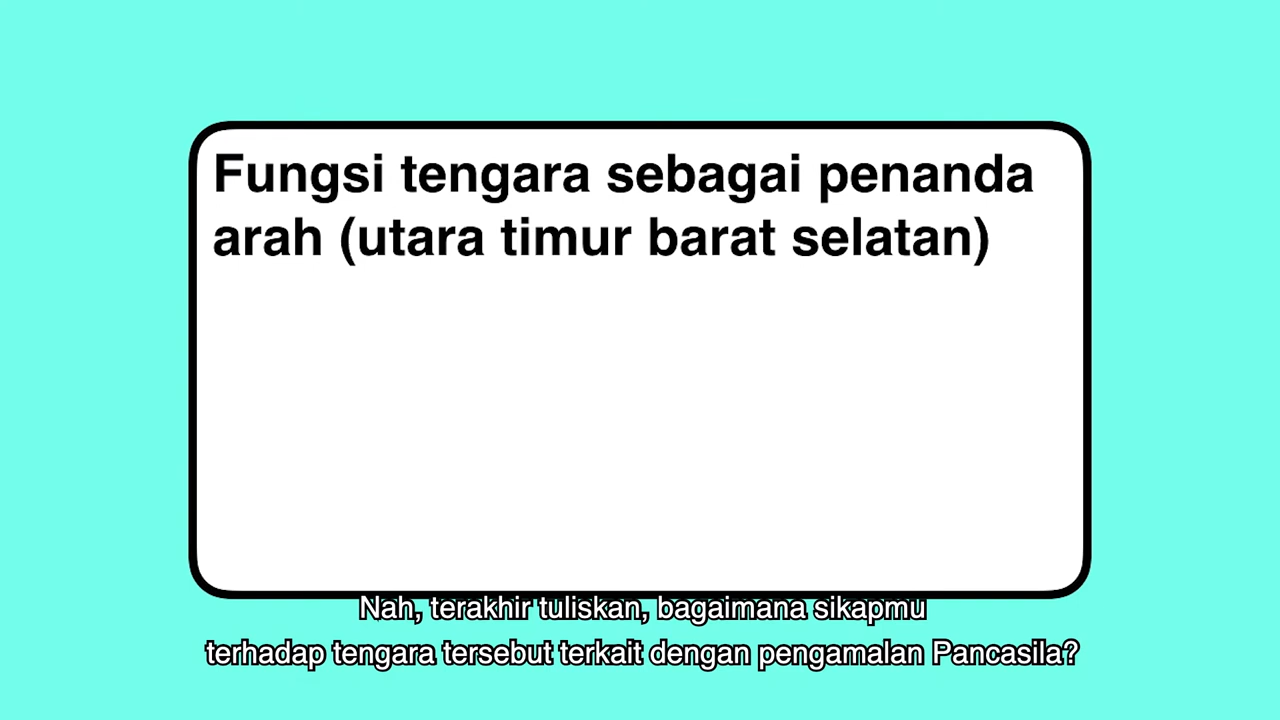 Fungsi tengara sebagai penanda
arah (utara timur barat selatan)
Nah, terakhir tuliskan, bagaimana sikapmu
terhadap tengara tersebut terkait dengan pengamalan Pancasila?